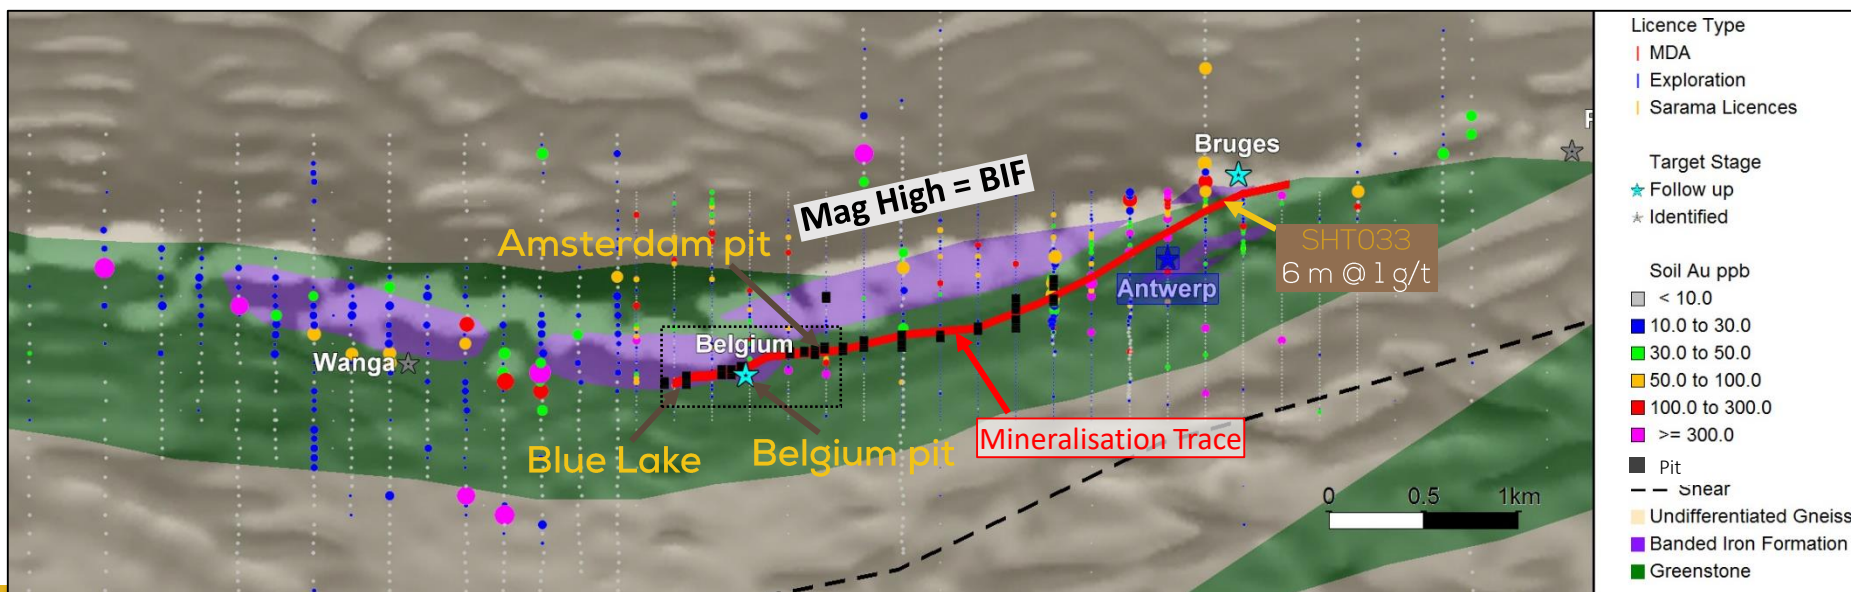 Bruges
Mag High = BIF
Amsterdam pit
SHT033
6 m @ 1 g/t
Antwerp
Belgium
Wanga
Mineralisation Trace
Blue Lake
Belgium pit
0 0.5 1km
Licence Type
MDA
Exploration
Sarama Licences
Target Stage
Follow up
Identified
Soil Au ppb
< 10.0
10.0 to 30.0
30.0 to 50.0
50.0 to 100.0
100.0 to 300.0
>= 300.0
Pit
Shear
Undifferentiated Gneiss
Banded Iron Formation
Greenstone